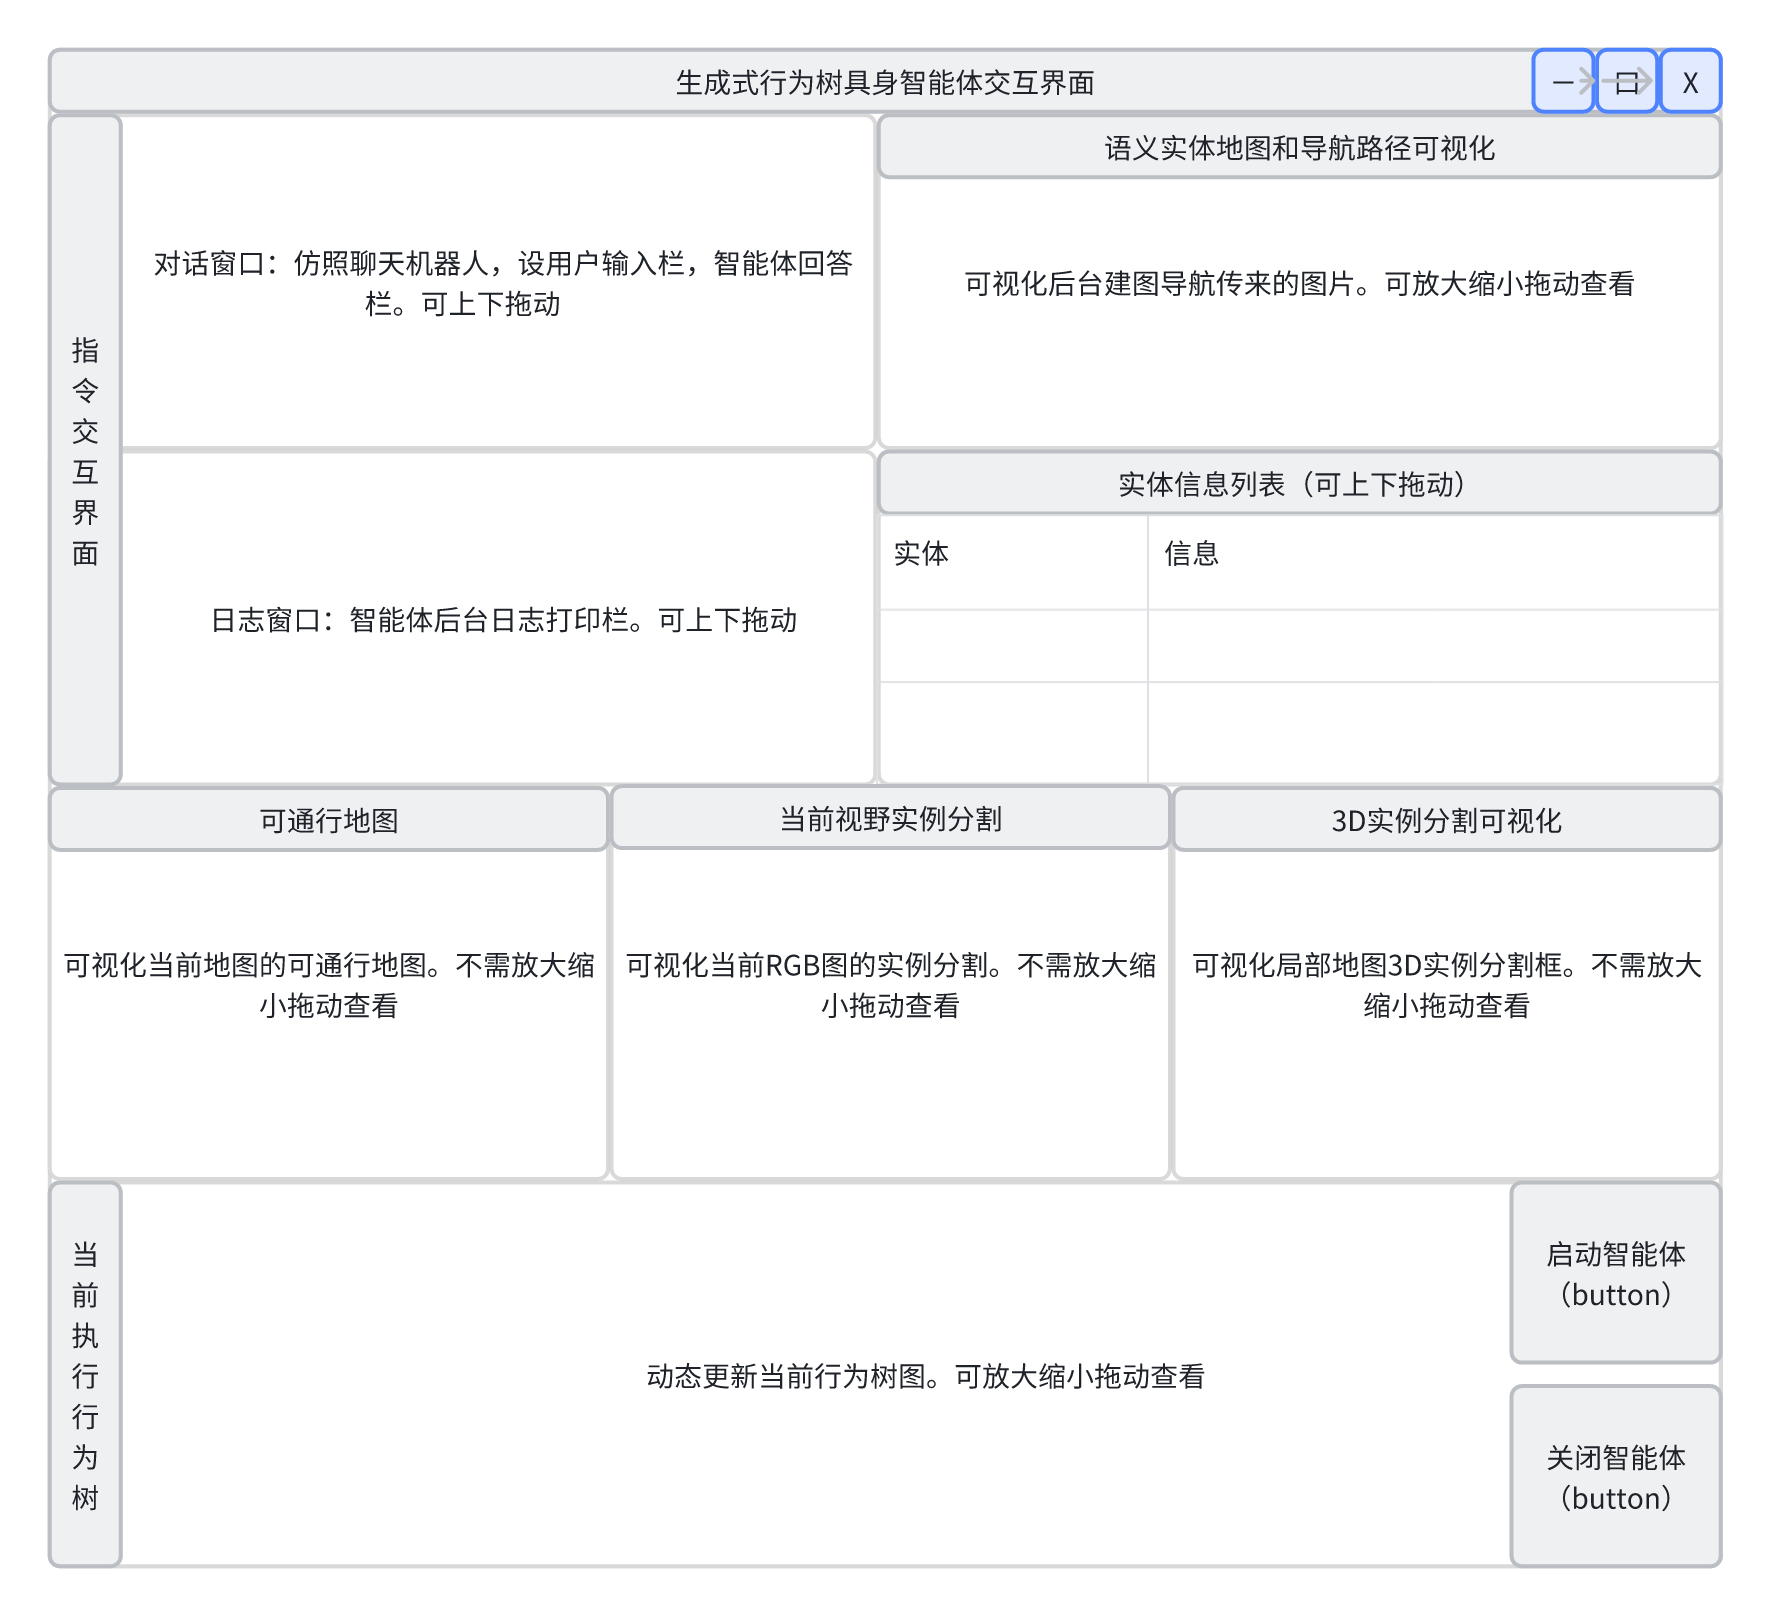 生成式行为树具身智能体交互界面
—
口
X
指
令
交
互
界
面
对话窗口：仿照聊天机器人，设用户输入栏，智能体回答
栏。可上下拖动
语义实体地图和导航路径可视化
可视化后台建图导航传来的图片。可放大缩小拖动查看
日志窗口：智能体后台日志打印栏。可上下拖动
实体信息列表（可上下拖动）
实体
信息
可通行地图
当前视野实例分割
3D实例分割可视化
可视化当前地图的可通行地图。不需放大缩
小拖动查看
可视化当前RGB图的实例分割。不需放大缩
小拖动查看
可视化局部地图3D实例分割框。不需放大
缩小拖动查看
当
前
执
行
行
为
树
动态更新当前行为树图。可放大缩小拖动查看
启动智能体
（button）
关闭智能体
（button）